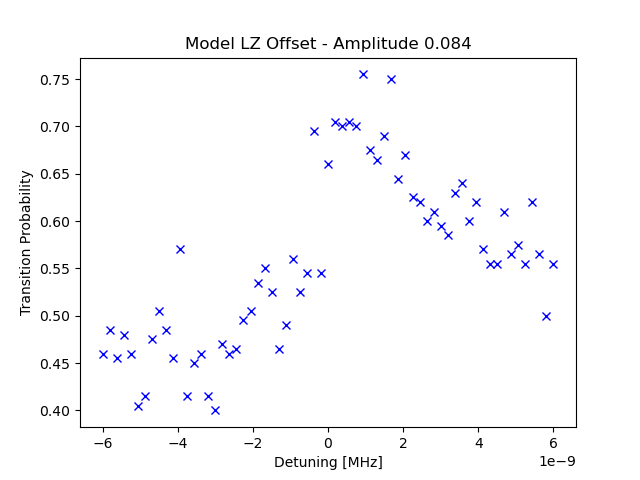 Model LZ Offset - Amplitude 0.084
Transition Probability
0.75
0.70
0.65
0.60
0.55
0.50
0.45
0.40
−6 −4 −2 0 2 4 6
1e−9
Detuning [MHz]